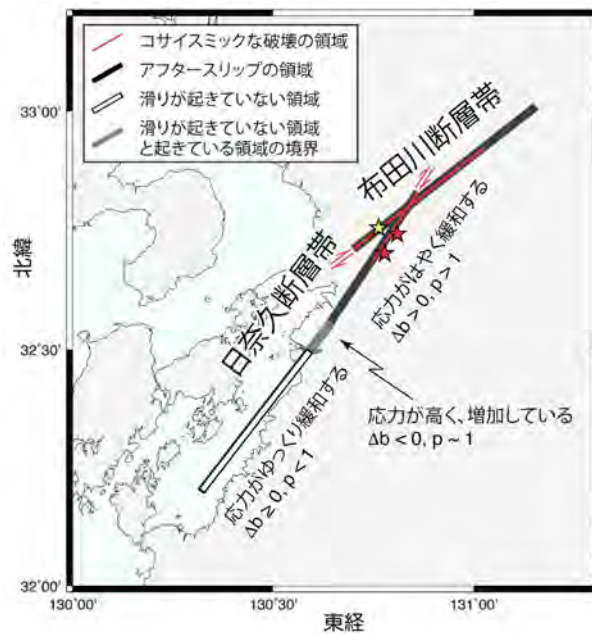 コサイスミックな破壊の領域
アフタースリップの領域
滑りが起きていない領域
滑りが起きていない領域
と起きている領域の境界
33°00'
布田川断層帯
北緯
日奈久断層帯
応力がはやく緩和する
Δb > 0, p > 1
32°30'
応力が高く、増加している
Δb < 0, p ~ 1
応力がゆっくり緩和する
Δb ≥ 0, p < 1
32°00'
130°00' 130°30' 131°00'
東経